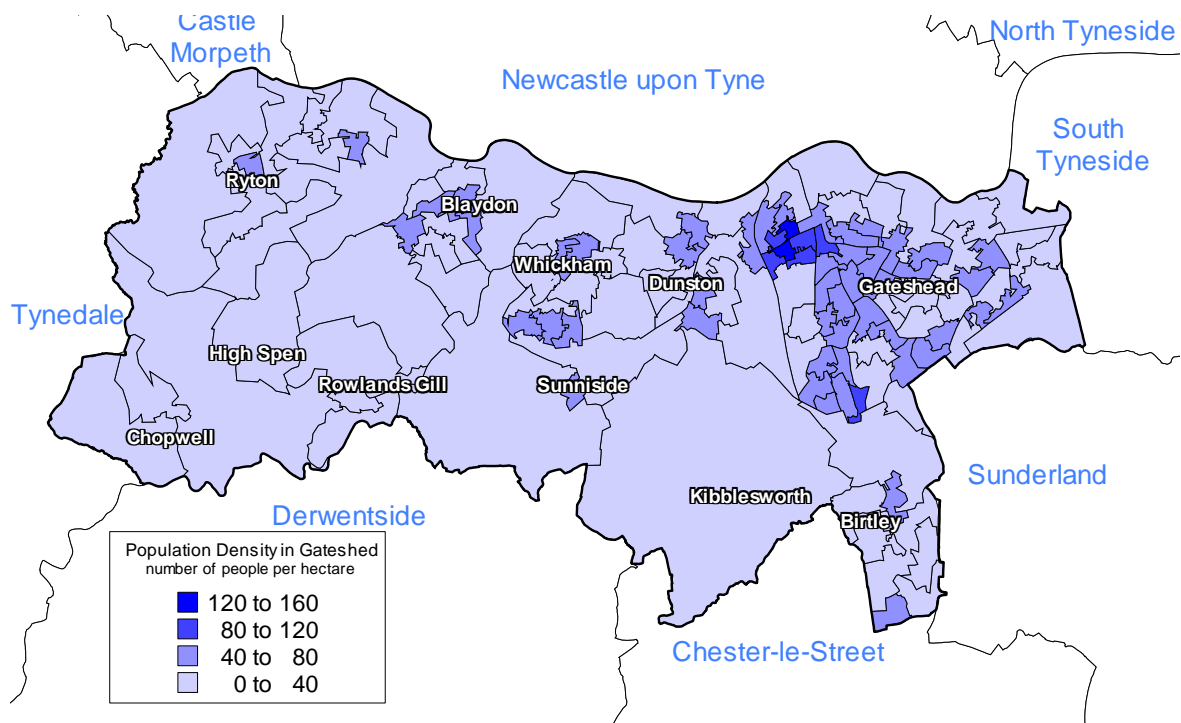 Castle
Morpeth
North Tyneside
Newcastle upon Tyne
South
Tyneside
Ryton
Blaydon
Whickham
Dunston
Gateshead
Tynedale
High Spen
Rowlands Gill
Sunniside
Chopwell
Sunderland
Kibblesworth
Birtley
Derwentside
Population Density in Gateshed
number of people per hectare
120 to 160
80 to 120
40 to 80
0 to 40
Chester-le-Street